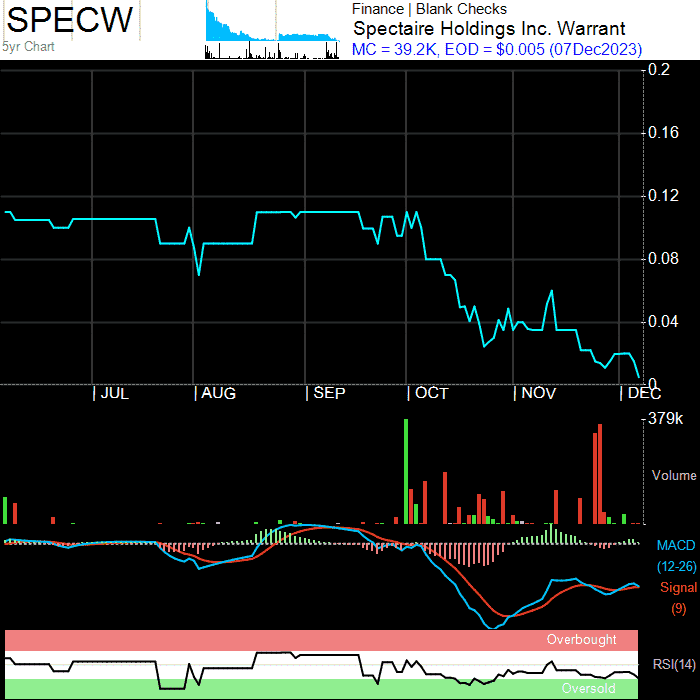 SPECW
5yr Chart
Finance | Blank Checks
Spectaire Holdings Inc. Warrant
MC = 39.2K, EOD = $0.005 (07Dec2023)
0.2
0.16
0.12
0.08
0.04
0
| JUL | AUG | SEP | OCT | NOV | DEC
379k
Volume
MACD
(12-26)
Signal
(9)
Overbought
RSI(14)
Oversold